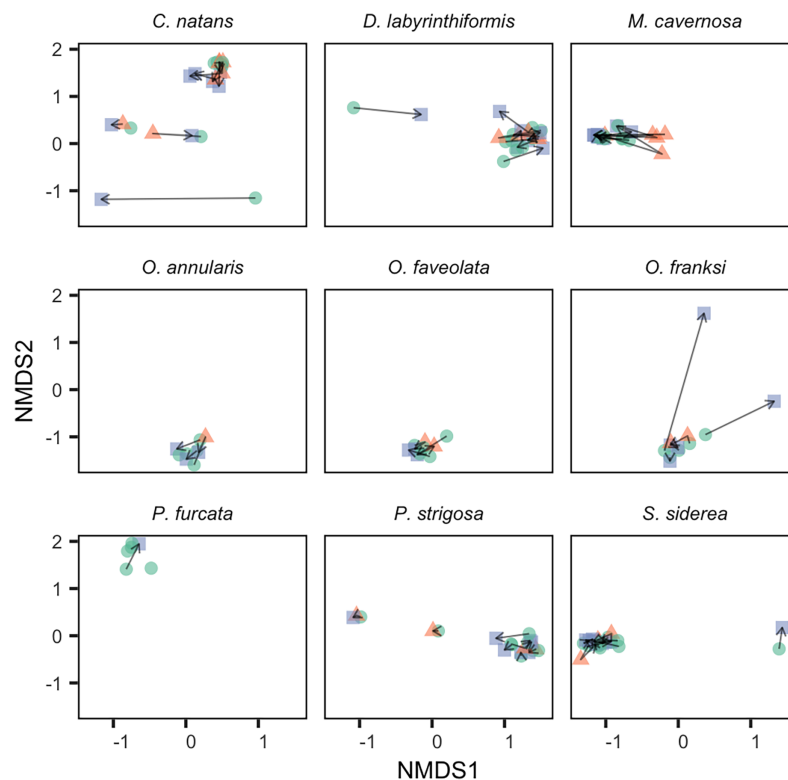 C. natans D. labyrinthiformis M. cavernosa
2
1
0
-1
O. annularis O. faveolata O. franksi
2
1
0
-1
NMDS2
P. furcata P. strigosa S. siderea
2
1
0
-1
-1 0 1 -1 0 1 -1 0 1
NMDS1